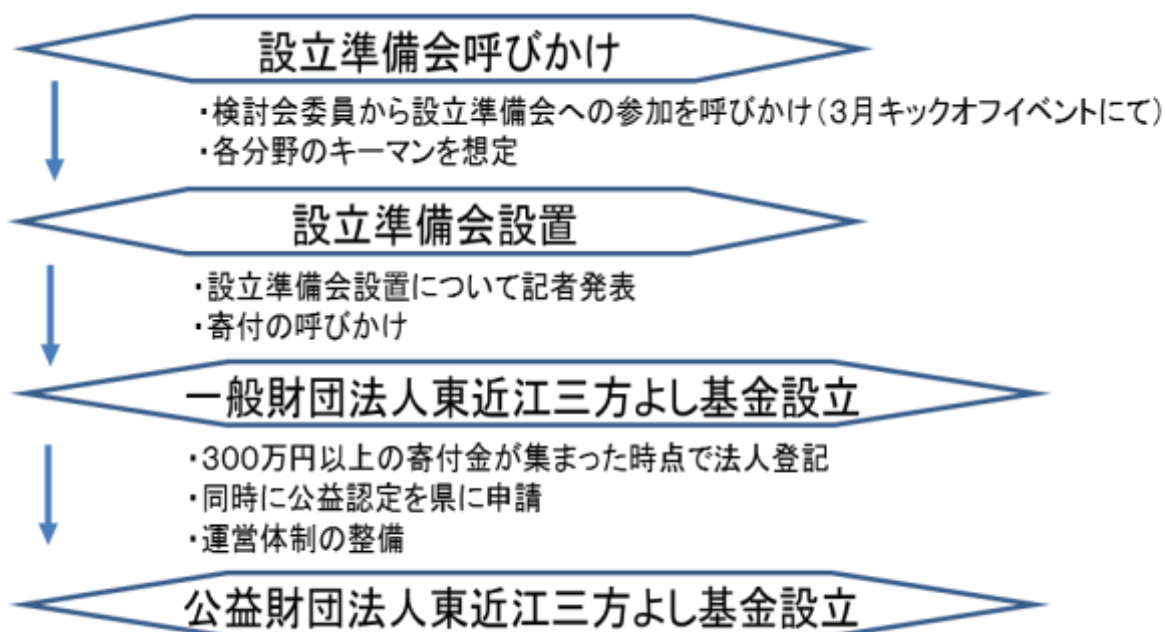 設立準備会呼びかけ
・検討会委員から設立準備会への参加を呼びかけ(3月キックオフイベントにて)
・各分野のキーマンを想定
設立準備会設置
・設立準備会設置について記者発表
・寄付の呼びかけ
一般財団法人東近江三方よし基金設立
・300万円以上の寄付金が集まった時点で法人登記
・同時に公益認定を県に申請
・運営体制の整備
公益財団法人東近江三方よし基金設立